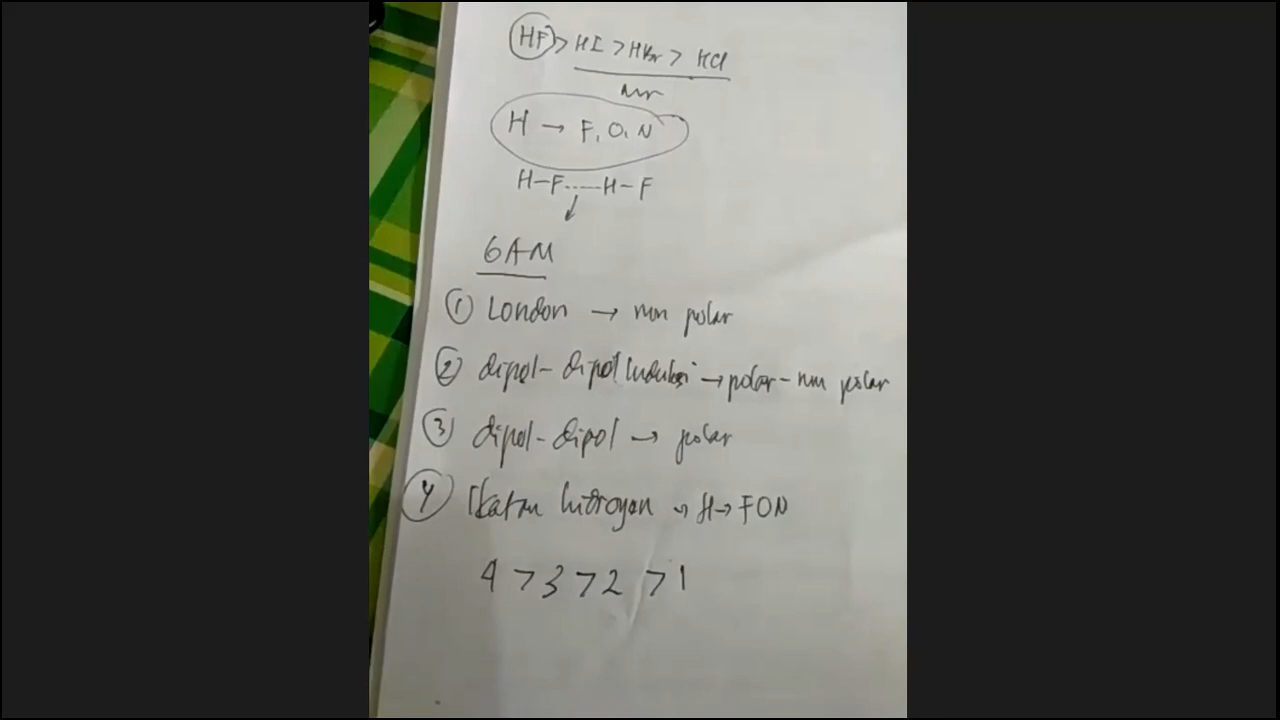 HF > HI > HBr > HCl
Mr
H → F, O, N
H-F-----H-F
GAM
① London → non polar
② dipol-dipol Induksi → polar-non polar
③ dipol-dipol → polar
④ Ikatan hidrogen → H→FON
4 > 3 > 2 > 1